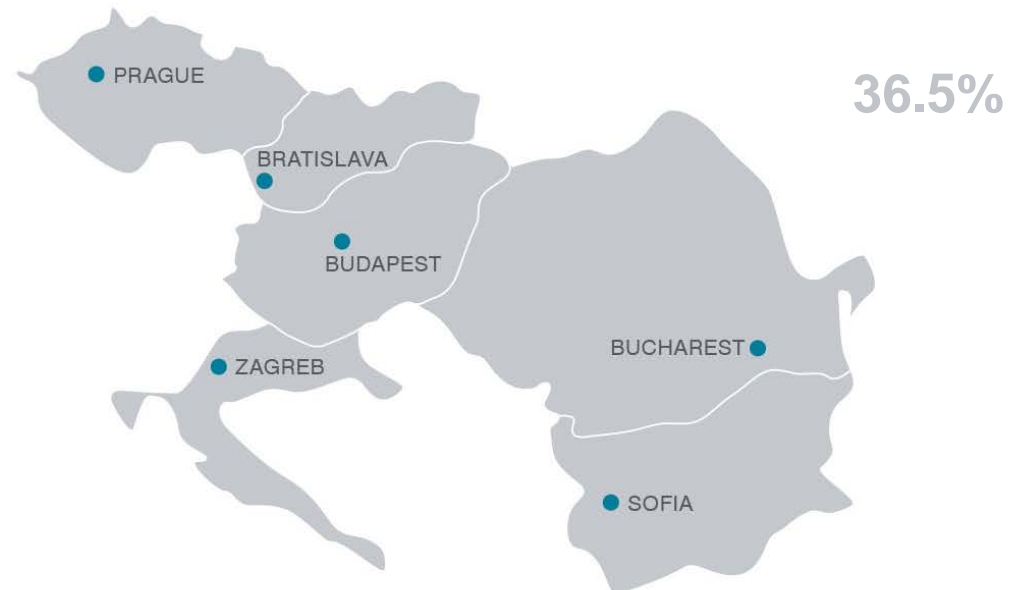 PRAGUE
36.5%
BRATISLAVA
BUDAPEST
BUCHAREST
ZAGREB
SOFIA